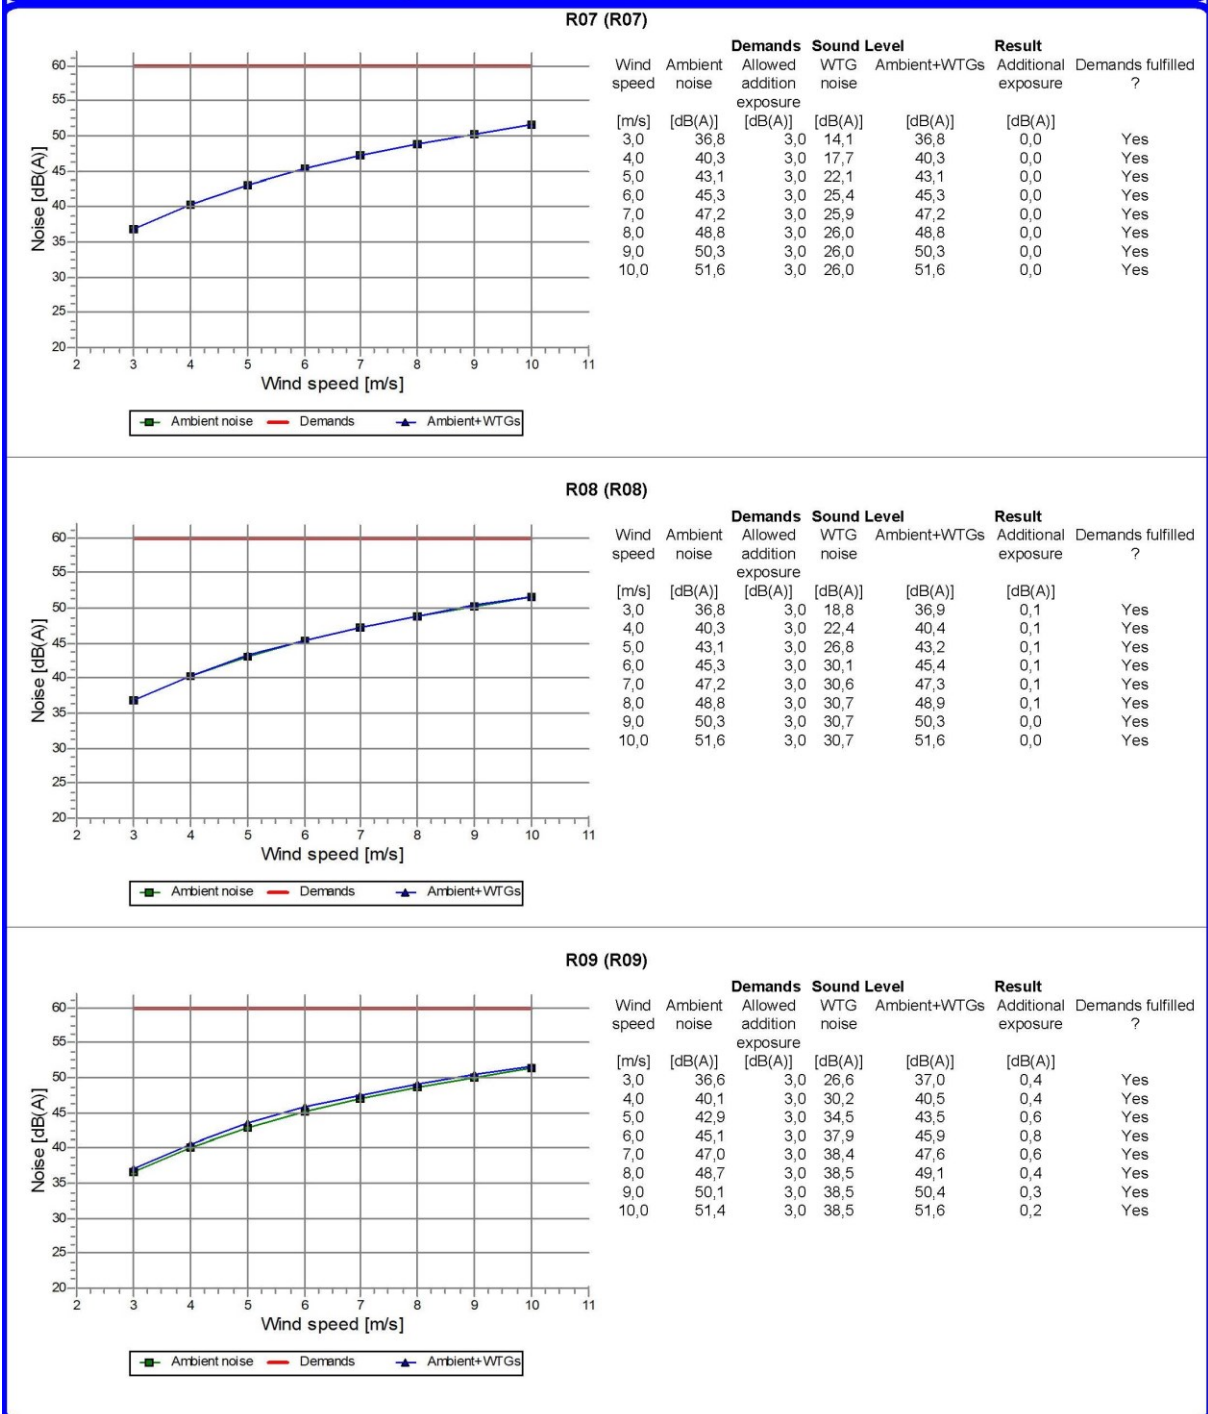 R07 (R07)
Demands Sound Level Result
Wind Ambient Allowed WTG Ambient+WTGs Additional Demands fulfilled
speed noise addition noise exposure ?
exposure
[m/s] [dB(A)] [dB(A)] [dB(A)] [dB(A)] [dB(A)]
3,0 36,8 3,0 14,1 36,8 0,0 Yes
4,0 40,3 3,0 17,7 40,3 0,0 Yes
5,0 43,1 3,0 22,1 43,1 0,0 Yes
6,0 45,3 3,0 25,4 45,3 0,0 Yes
7,0 47,2 3,0 25,9 47,2 0,0 Yes
8,0 48,8 3,0 26,0 48,8 0,0 Yes
9,0 50,3 3,0 26,0 50,3 0,0 Yes
10,0 51,6 3,0 26,0 51,6 0,0 Yes
Noise [dB(A)]
60
55
50
45
40
35
30
25
20
2 3 4 5 6 7 8 9 10 11
Wind speed [m/s]
Ambient noise Demands Ambient+WTGs
R08 (R08)
Demands Sound Level Result
Wind Ambient Allowed WTG Ambient+WTGs Additional Demands fulfilled
speed noise addition noise exposure ?
exposure
[m/s] [dB(A)] [dB(A)] [dB(A)] [dB(A)] [dB(A)]
3,0 36,8 3,0 18,8 36,9 0,1 Yes
4,0 40,3 3,0 22,4 40,4 0,1 Yes
5,0 43,1 3,0 26,8 43,2 0,1 Yes
6,0 45,3 3,0 30,1 45,4 0,1 Yes
7,0 47,2 3,0 30,6 47,3 0,1 Yes
8,0 48,8 3,0 30,7 48,9 0,1 Yes
9,0 50,3 3,0 30,7 50,3 0,0 Yes
10,0 51,6 3,0 30,7 51,6 0,0 Yes
Noise [dB(A)]
60
55
50
45
40
35
30
25
20
2 3 4 5 6 7 8 9 10 11
Wind speed [m/s]
Ambient noise Demands Ambient+WTGs
R09 (R09)
Demands Sound Level Result
Wind Ambient Allowed WTG Ambient+WTGs Additional Demands fulfilled
speed noise addition noise exposure ?
exposure
[m/s] [dB(A)] [dB(A)] [dB(A)] [dB(A)] [dB(A)]
3,0 36,6 3,0 26,6 37,0 0,4 Yes
4,0 40,1 3,0 30,2 40,5 0,4 Yes
5,0 42,9 3,0 34,5 43,5 0,6 Yes
6,0 45,1 3,0 37,9 45,9 0,8 Yes
7,0 47,0 3,0 38,4 47,6 0,6 Yes
8,0 48,7 3,0 38,5 49,1 0,4 Yes
9,0 50,1 3,0 38,5 50,4 0,3 Yes
10,0 51,4 3,0 38,5 51,6 0,2 Yes
Noise [dB(A)]
60
55
50
45
40
35
30
25
20
2 3 4 5 6 7 8 9 10 11
Wind speed [m/s]
Ambient noise Demands Ambient+WTGs